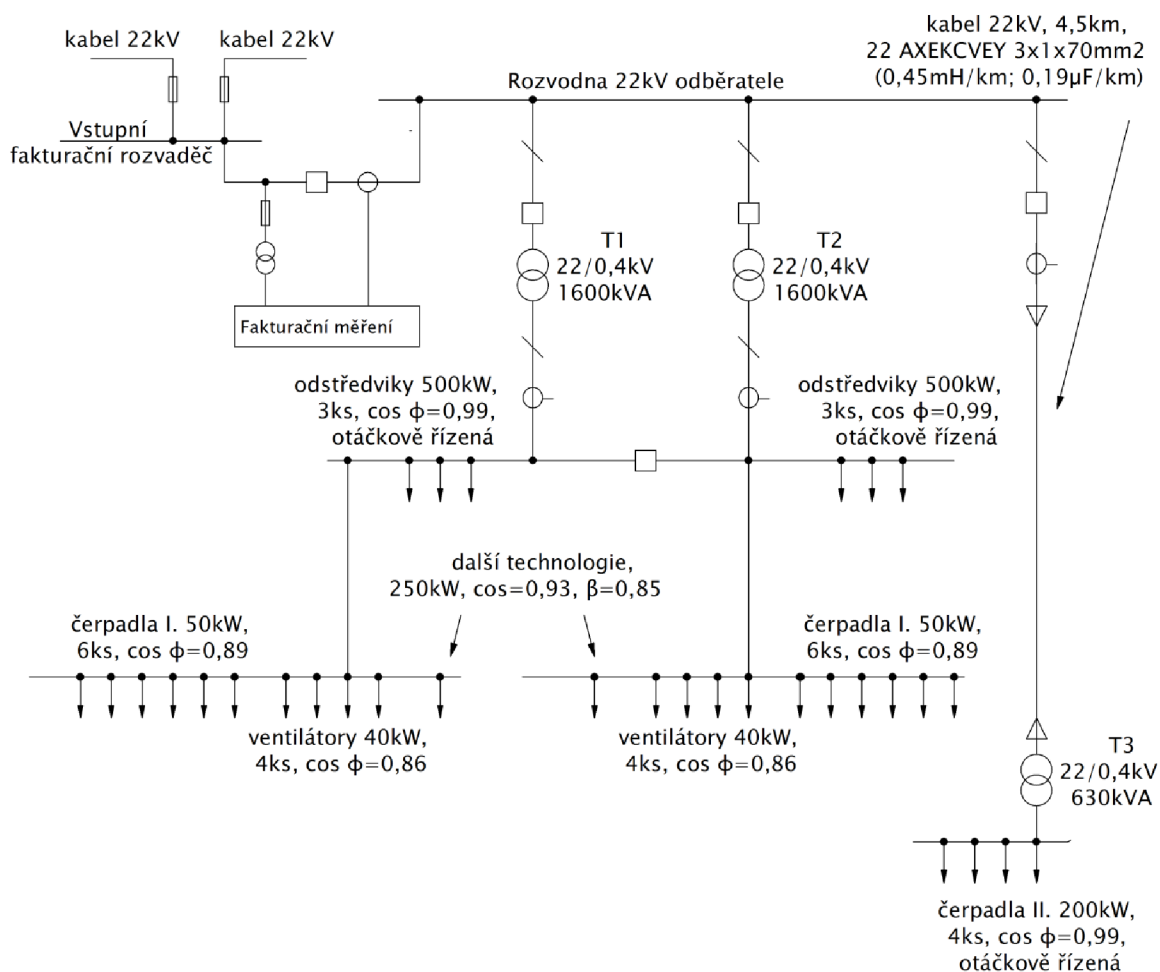 kabel 22kV
kabel 22kV
kabel 22kV, 4,5km,
22 AXEKCVEY 3x1x70mm2
(0,45mH/km; 0,19µF/km)
Rozvodna 22kV odběratele
Vstupní
fakturační rozvaděč
Fakturační měření
T1
22/0,4kV
1600kVA
T2
22/0,4kV
1600kVA
odstředviky 500kW,
3ks, cos ϕ=0,99,
otáčkově řízená
odstředviky 500kW,
3ks, cos ϕ=0,99,
otáčkově řízená
další technologie,
250kW, cos=0,93, β=0,85
čerpadla I. 50kW,
6ks, cos ϕ=0,89
čerpadla I. 50kW,
6ks, cos ϕ=0,89
ventilátory 40kW,
4ks, cos ϕ=0,86
ventilátory 40kW,
4ks, cos ϕ=0,86
T3
22/0,4kV
630kVA
čerpadla II. 200kW,
4ks, cos ϕ=0,99,
otáčkově řízená